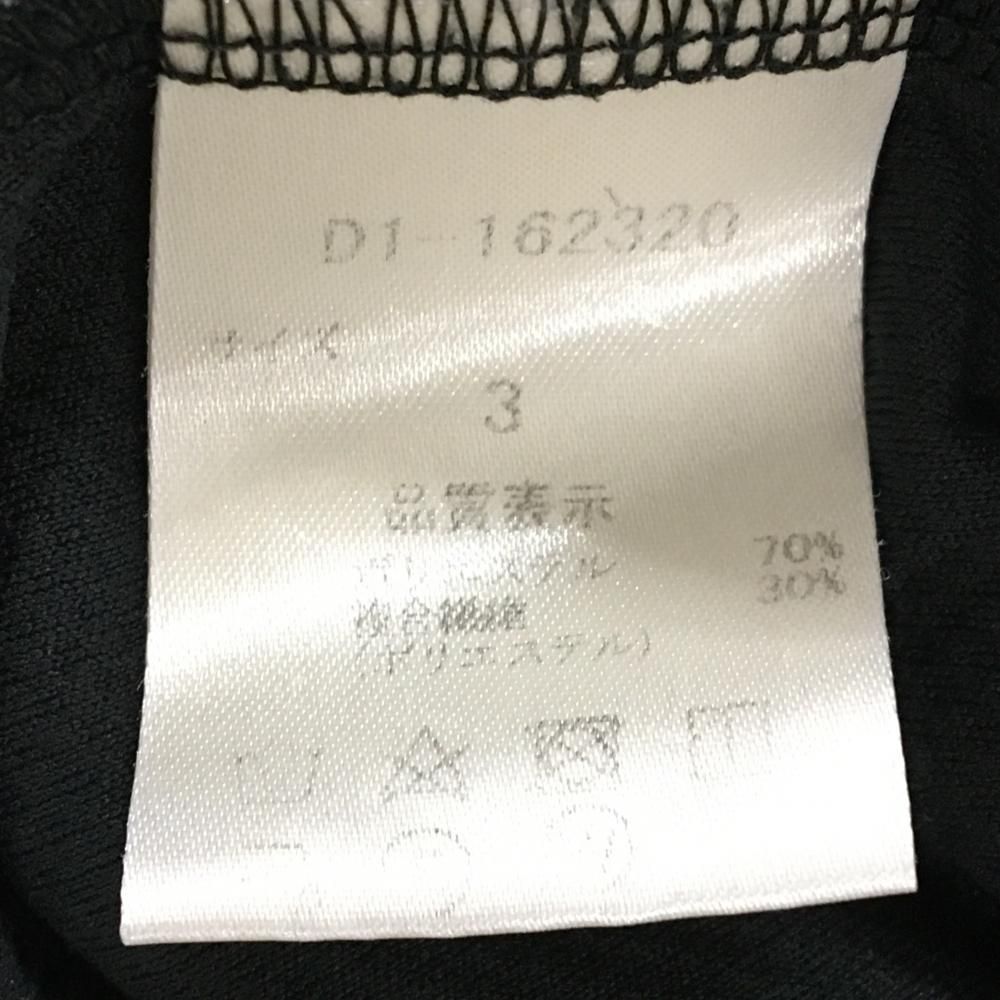 D1-162320
サイズ
3
品質表示
ポリエステル 70%
複合繊維 30%
(ポリエステル)